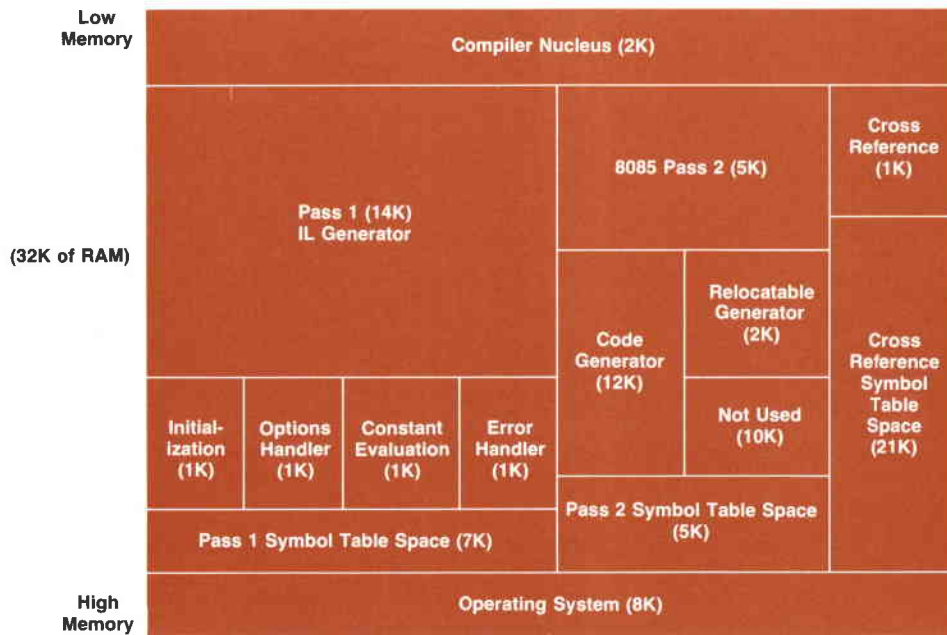 Low
Memory
Compiler Nucleus (2K)
Pass 1 (14K)
IL Generator
8085 Pass 2 (5K)
Cross
Reference
(1K)
(32K of RAM)
Code
Generator
(12K)
Relocatable
Generator
(2K)
Cross
Reference
Symbol
Table
Space
(21K)
Initial-
ization
(1K)
Options
Handler
(1K)
Constant
Evaluation
(1K)
Error
Handler
(1K)
Not Used
(10K)
Pass 1 Symbol Table Space (7K)
Pass 2 Symbol Table Space
(5K)
High
Memory
Operating System (8K)